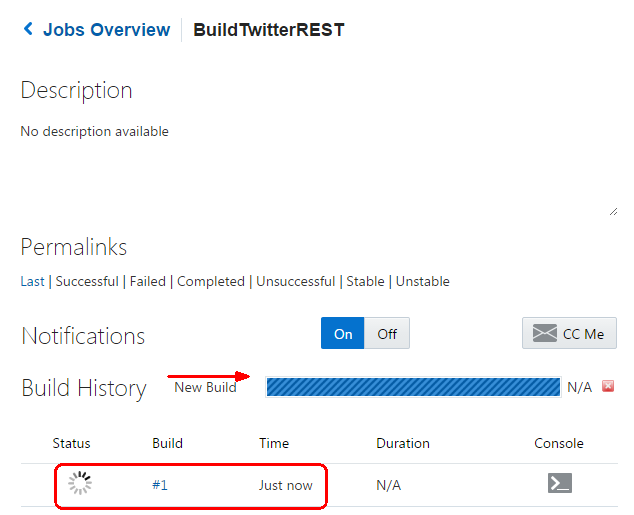 Jobs Overview BuildTwitterREST
Description
No description available
Permalinks
Last | Successful | Failed | Completed | Unsuccessful | Stable | Unstable
Notifications On Off CC Me
Build History New Build N/A
Status Build Time Duration Console
#1 Just now N/A